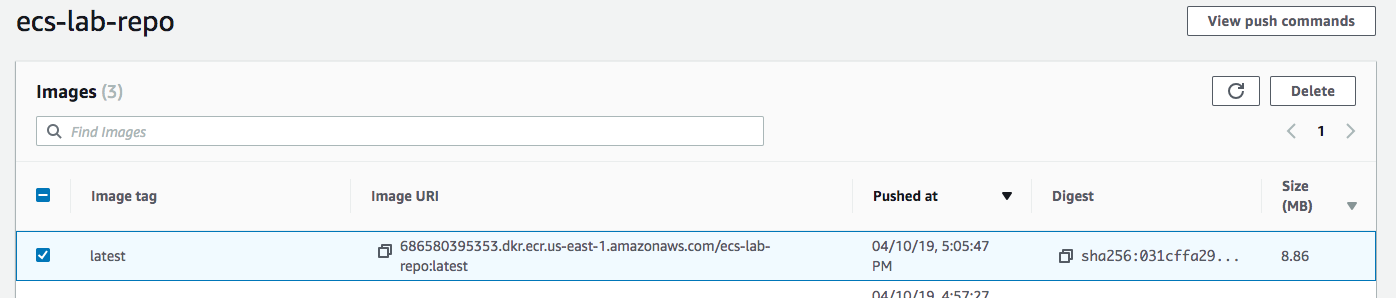 ecs-lab-repo
View push commands
Images (3)
Delete
Find Images
1
Image tag
Image URI
Pushed at
Digest
Size
(MB)
latest
686580395353.dkr.ecr.us-east-1.amazonaws.com/ecs-lab-
repo:latest
04/10/19, 5:05:47
PM
sha256:031cffa29...
8.86
04/10/19, 4:57:27